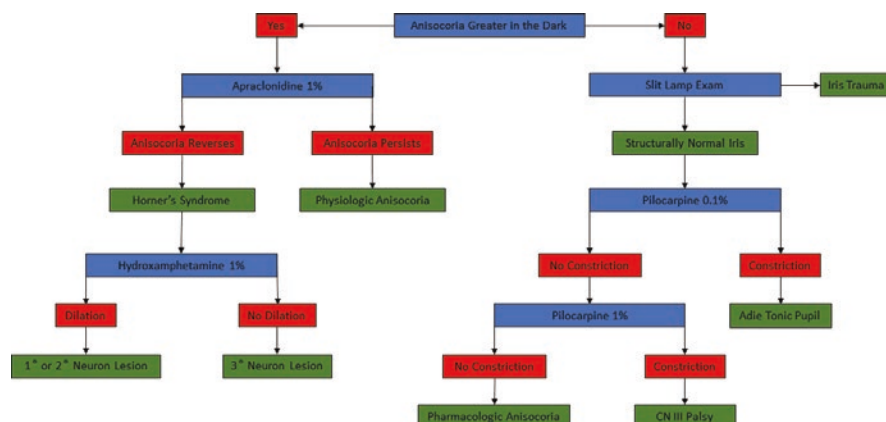 Yes
Anisocoria Greater in the Dark
No
Apraclonidine 1%
Slit Lamp Exam
Iris Trauma
Anisocoria Reverses
Anisocoria Persists
Structurally Normal Iris
Horner's Syndrome
Physiologic Anisocoria
Pilocarpine 0.1%
Hydroxamphetamine 1%
No Constriction
Constriction
Dilation
No Dilation
Pilocarpine 1%
Adie Tonic Pupil
1° or 2° Neuron Lesion
3° Neuron Lesion
No Constriction
Constriction
Pharmacologic Anisocoria
CN III Palsy